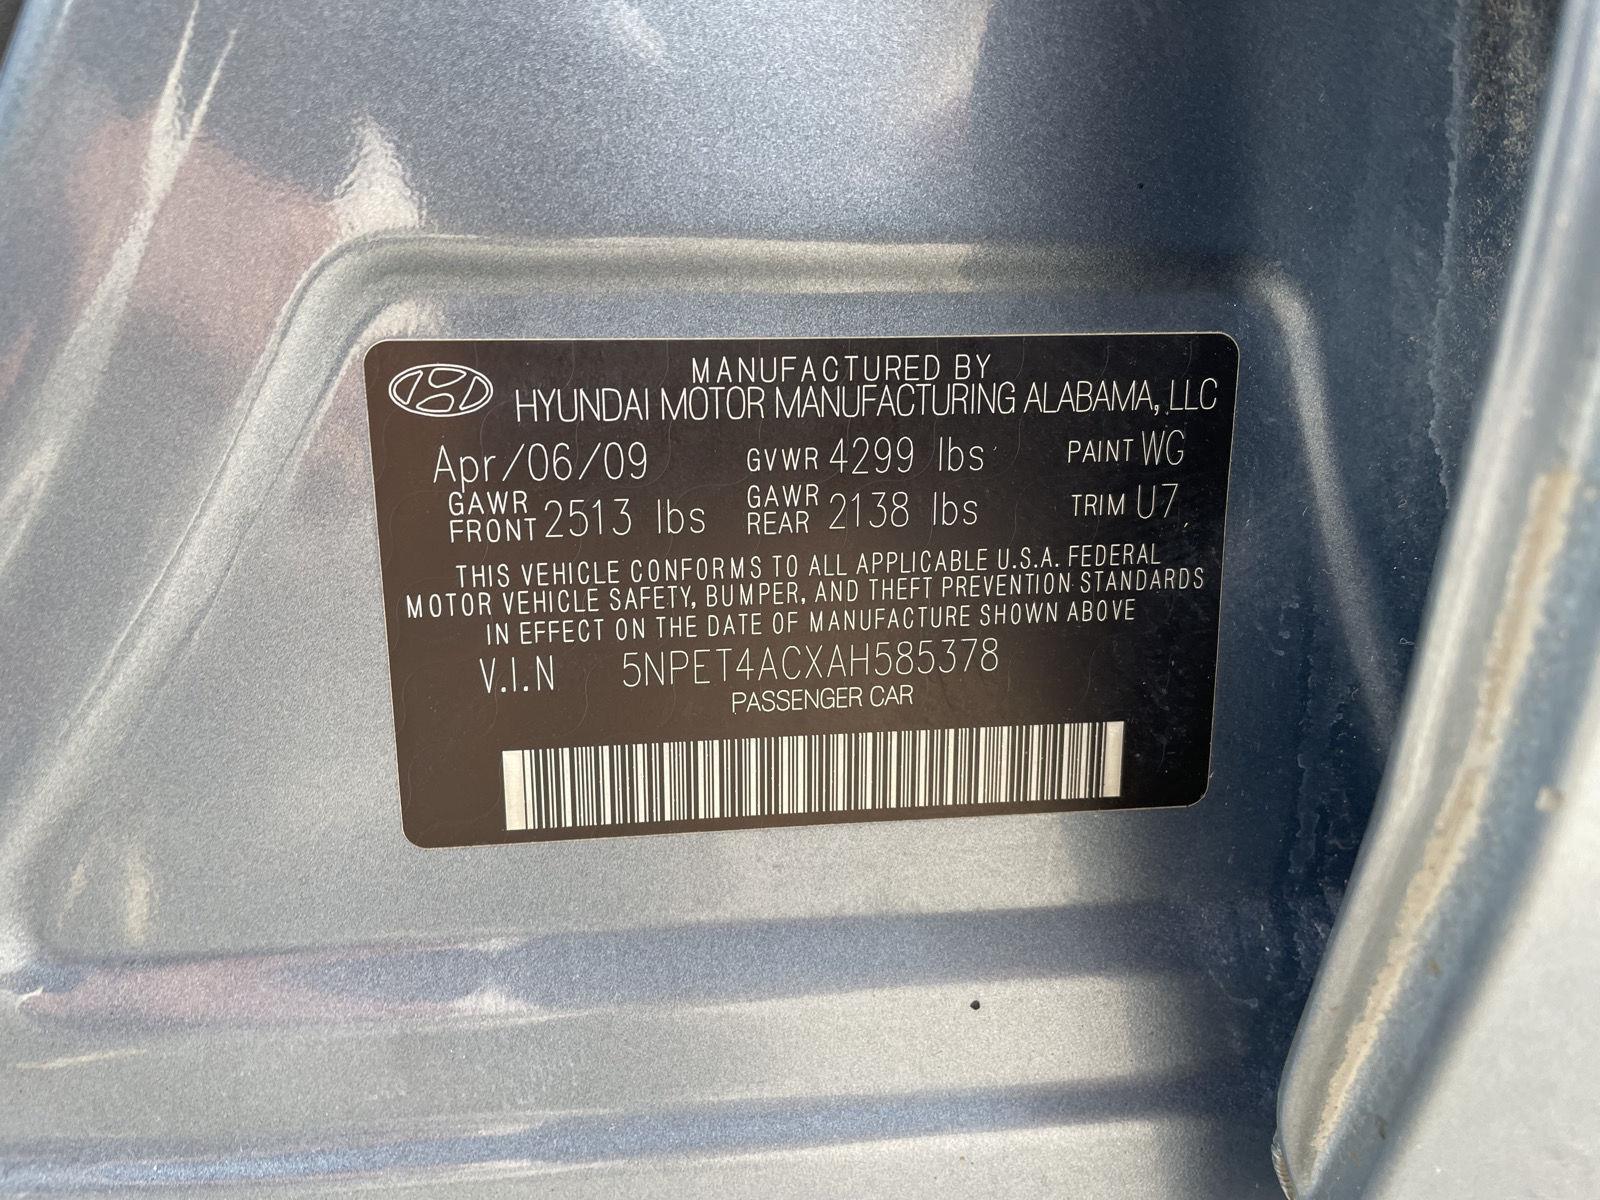 MANUFACTURED BY
HYUNDAI MOTOR MANUFACTURING ALABAMA, LLC
Apr/06/09 GVWR 4299 lbs PAINT WG
GAWR FRONT 2513 lbs GAWR REAR 2138 lbs TRIM U7
THIS VEHICLE CONFORMS TO ALL APPLICABLE U.S.A. FEDERAL
MOTOR VEHICLE SAFETY, BUMPER, AND THEFT PREVENTION STANDARDS
IN EFFECT ON THE DATE OF MANUFACTURE SHOWN ABOVE
V.I.N 5NPET4ACXAH585378
PASSENGER CAR